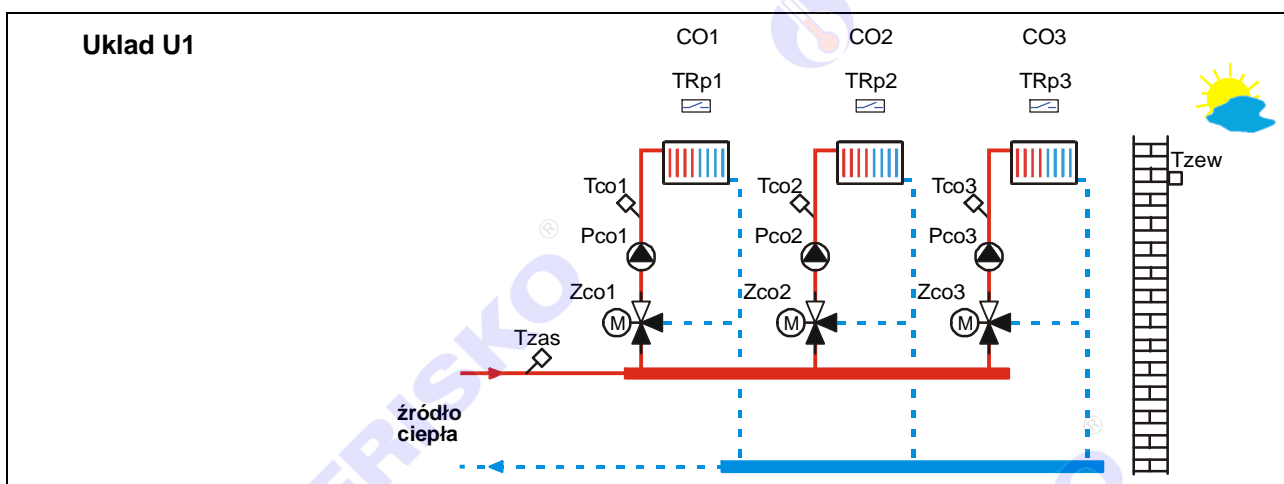 Uklad U1
CO1 CO2 CO3
TRp1 TRp2 TRp3
Tzew
Tco1 Tco2 Tco3
Pco1 Pco2 Pco3
Zco1 Zco2 Zco3
M M M
Tzas
źródło
ciepła
FRISKO ®
®